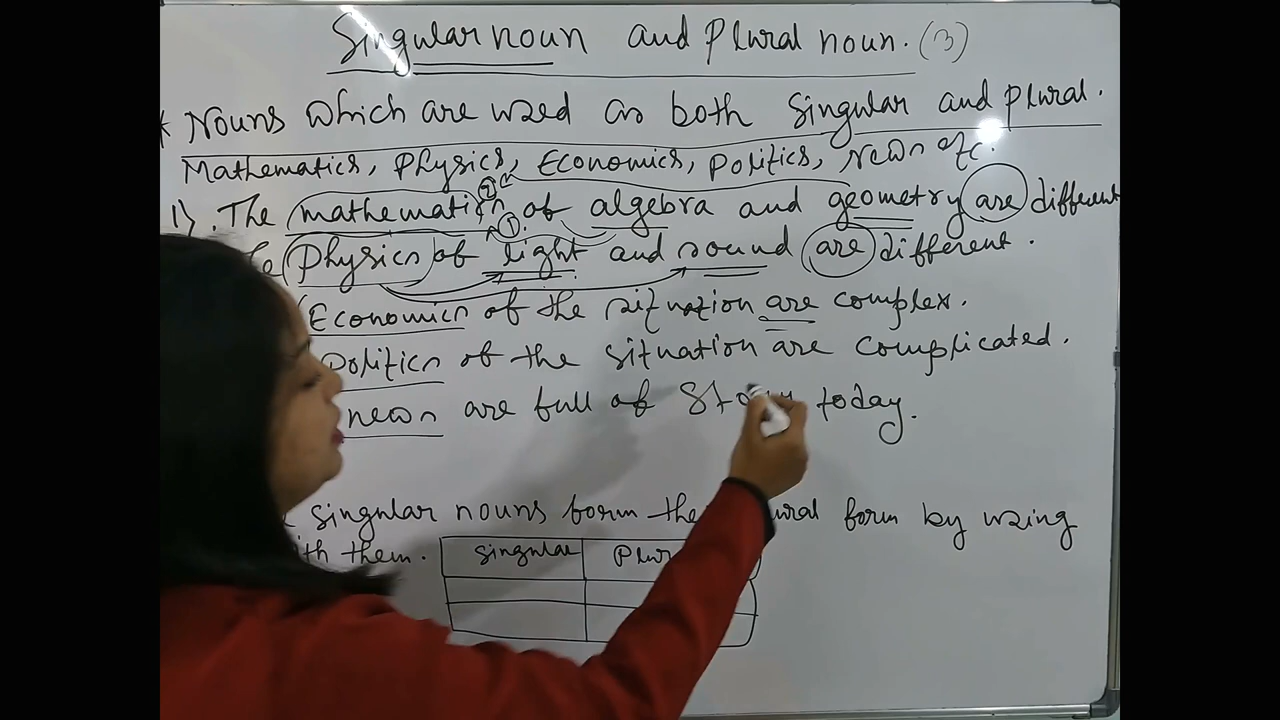 Singular noun and Plural noun. (3)
* Nouns which are used as both singular and plural.
Mathematics, Physics, Economics, Politics, News etc.
1). The mathematics of algebra and geometry are different
Physics of light and sound are different.
Economics of the situation are complex.
Politics of the situation are complicated.
news are full of today.
singular nouns form form by using
with them.
Singular
2
1